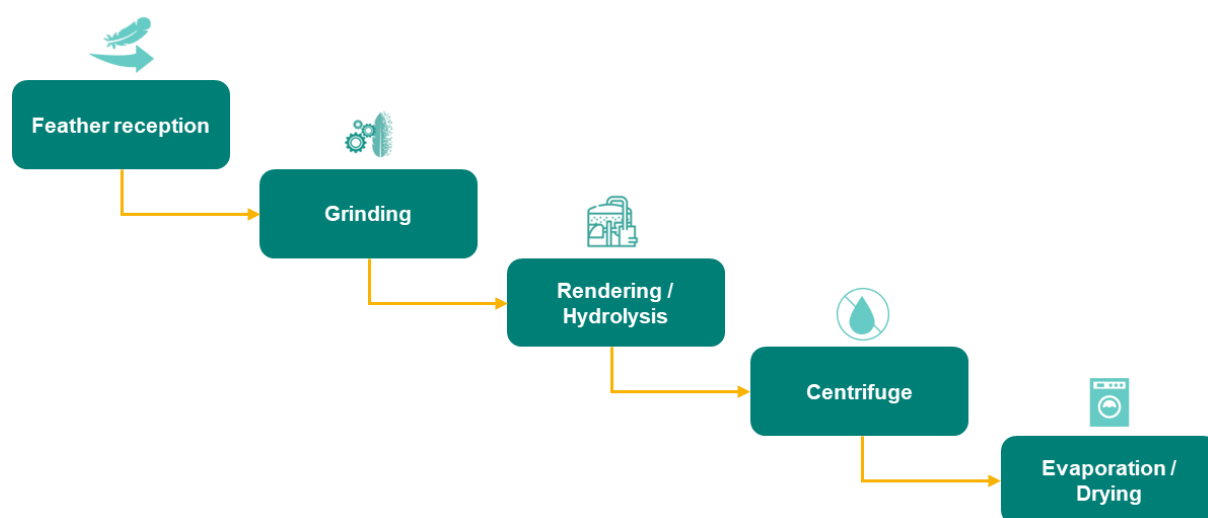 Feather reception
Grinding
Rendering /
Hydrolysis
Centrifuge
Evaporation /
Drying